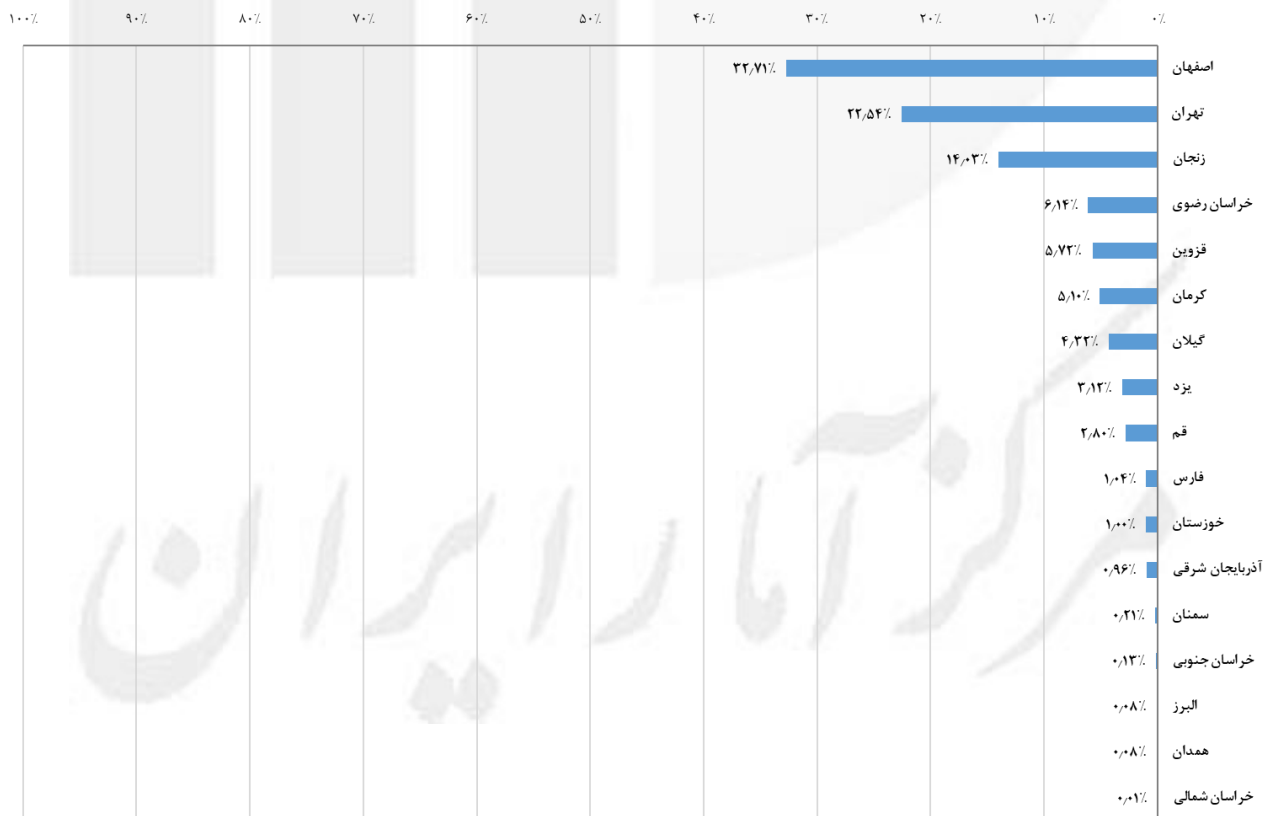 ۰٪ ۱۰٪ ۲۰٪ ۳۰٪ ۴۰٪ ۵۰٪ ۶۰٪ ۷۰٪ ۸۰٪ ۹۰٪ ۱۰۰٪
اصفهان ۳۲٫۷۱٪
تهران ۲۲٫۵۴٪
زنجان ۱۴٫۰۳٪
خراسان رضوی ۶٫۱۴٪
قزوین ۵٫۷۲٪
کرمان ۵٫۱۰٪
گیلان ۴٫۳۲٪
یزد ۳٫۱۲٪
قم ۲٫۸۰٪
فارس ۱٫۰۴٪
خوزستان ۱٫۰۰٪
آذربایجان شرقی ۰٫۹۶٪
سمنان ۰٫۲۱٪
خراسان جنوبی ۰٫۱۳٪
البرز ۰٫۰۸٪
همدان ۰٫۰۸٪
خراسان شمالی ۰٫۰۱٪
مرکز آمار ایران